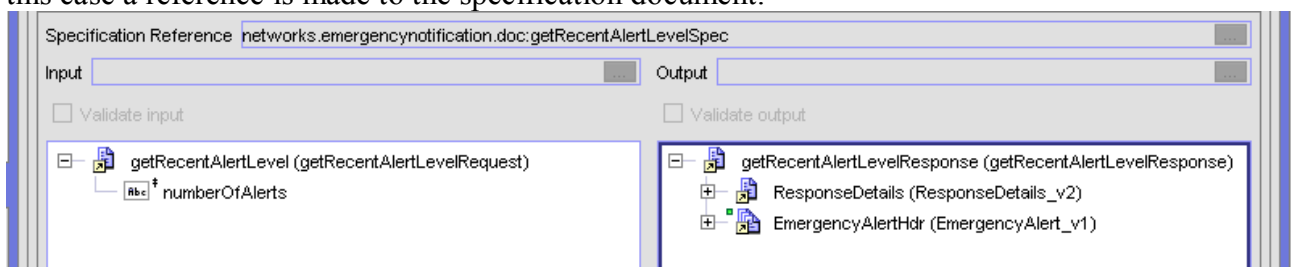 this case a reference is made to the specification document.
Specification Reference networks.emergencynotification.doc:getRecentAlertLevelSpec ...
Input ... Output ...
Validate input Validate output
getRecentAlertLevel (getRecentAlertLevelRequest) getRecentAlertLevelResponse (getRecentAlertLevelResponse)
Abc numberOfAlerts ResponseDetails (ResponseDetails_v2)
EmergencyAlertHdr (EmergencyAlert_v1)